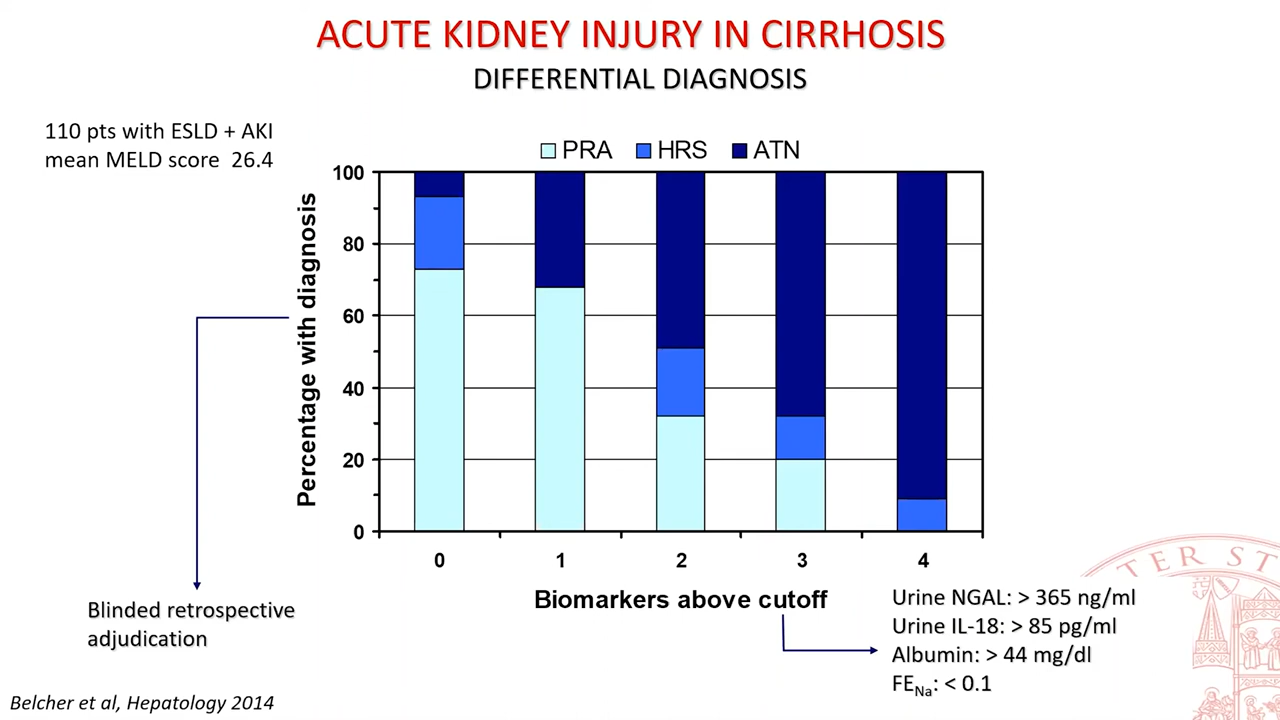 ACUTE KIDNEY INJURY IN CIRRHOSIS
DIFFERENTIAL DIAGNOSIS
110 pts with ESLD + AKI
mean MELD score 26.4
PRA HRS ATN
Percentage with diagnosis
100
80
60
40
20
0
0 1 2 3 4
Biomarkers above cutoff
Blinded retrospective
adjudication
Urine NGAL: > 365 ng/ml
Urine IL-18: > 85 pg/ml
Albumin: > 44 mg/dl
FENa: < 0.1
Belcher et al, Hepatology 2014
TER ST